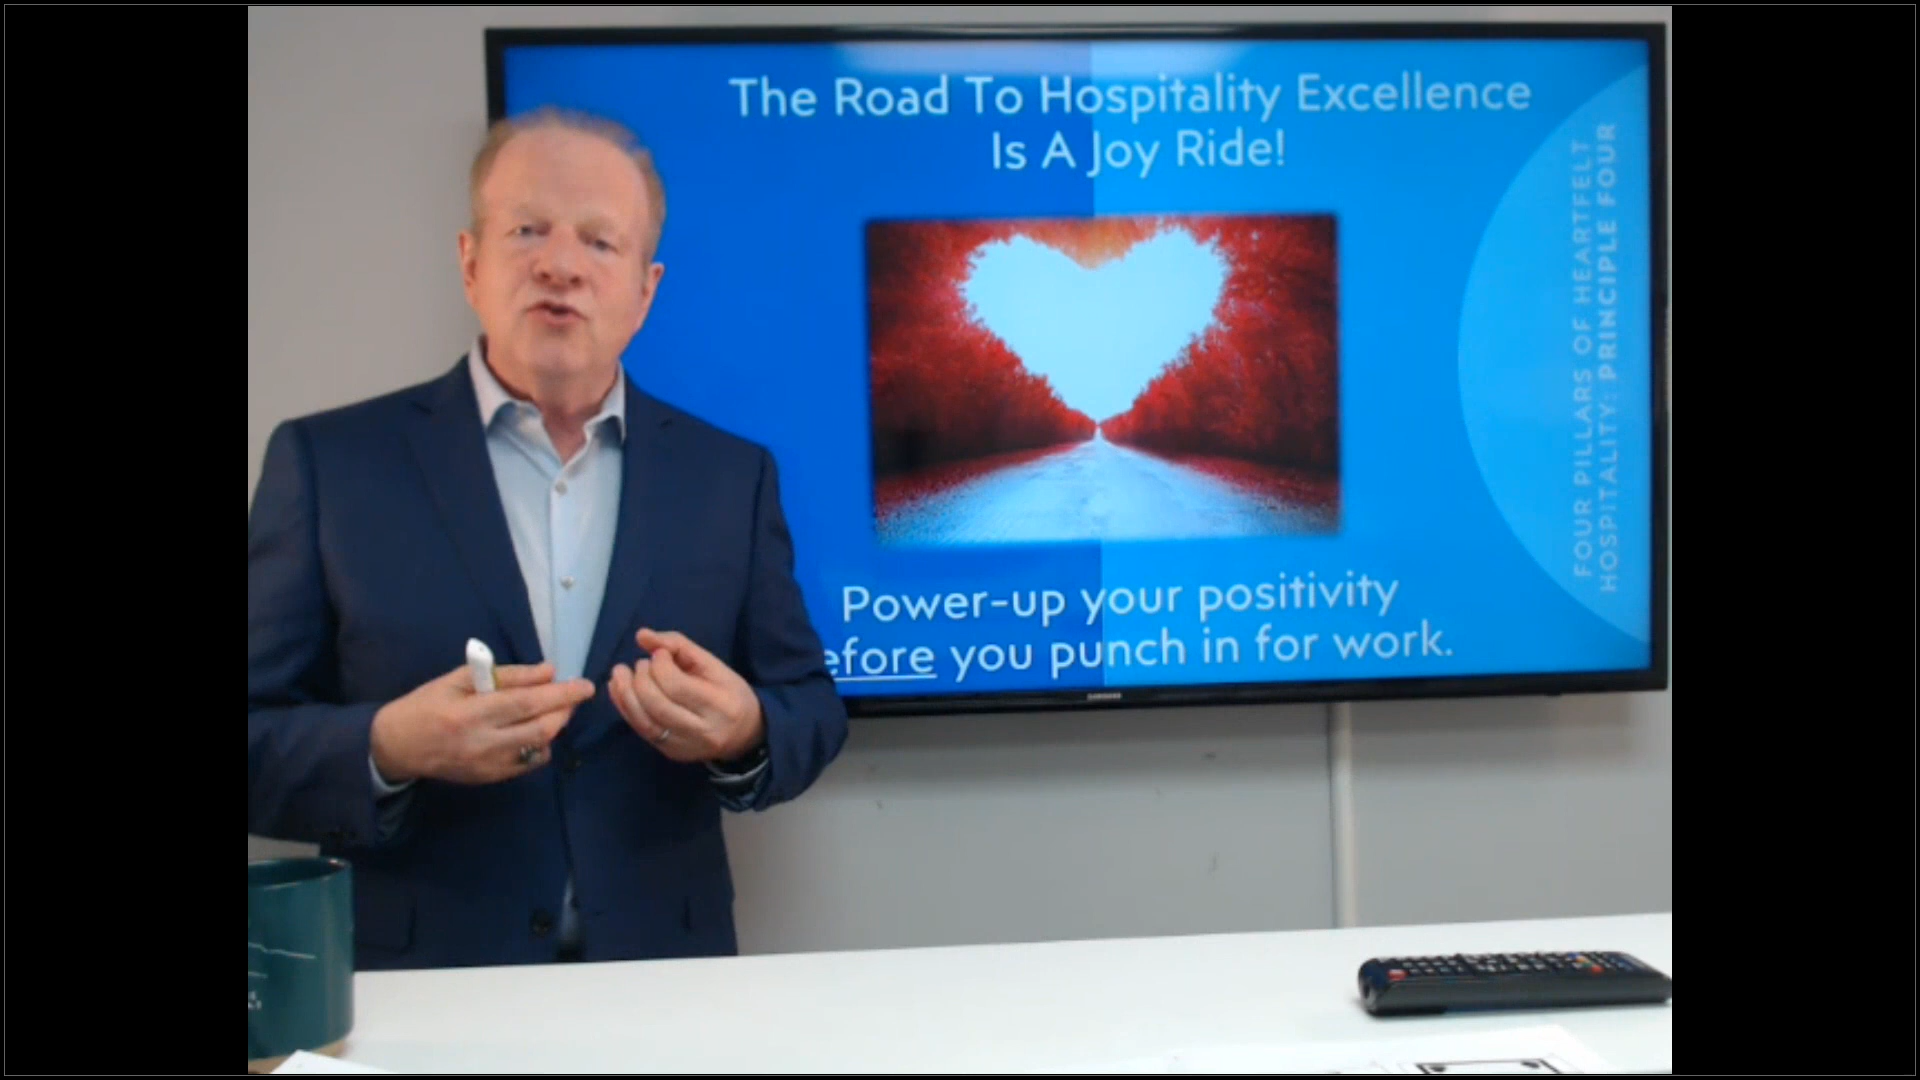 The Road To Hospitality Excellence
Is A Joy Ride!
FOUR PILLARS OF HEARTFELT
HOSPITALITY: PRINCIPLE FOUR
Power-up your positivity
efore you punch in for work.
SAMSUNG